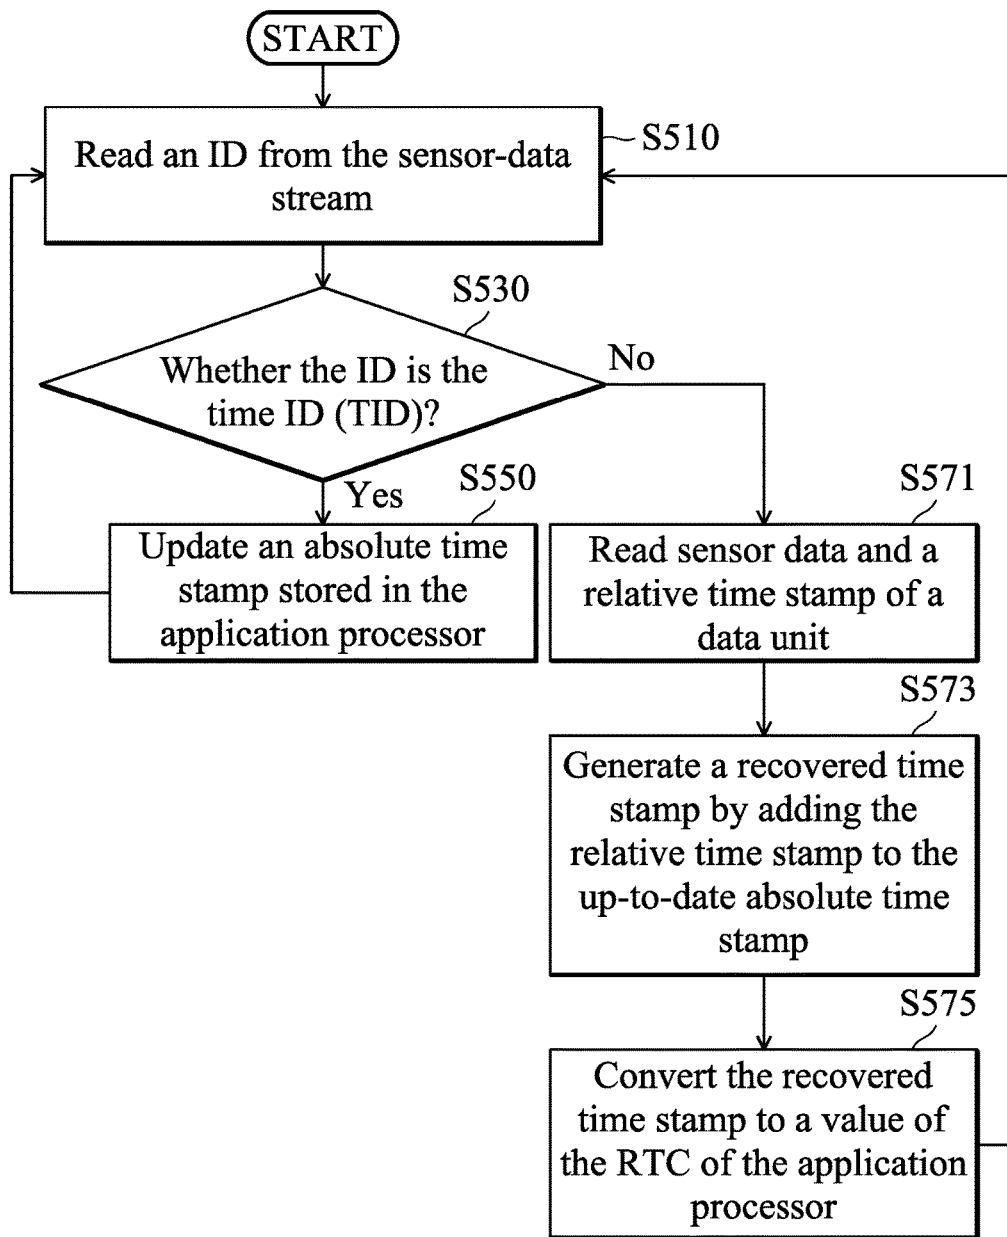 START
S510
Read an ID from the sensor-data
stream
S530
Whether the ID is the
time ID (TID)?
No
Yes
S550
Update an absolute time
stamp stored in the
application processor
S571
Read sensor data and a
relative time stamp of a
data unit
S573
Generate a recovered time
stamp by adding the
relative time stamp to the
up-to-date absolute time
stamp
S575
Convert the recovered
time stamp to a value of
the RTC of the application
processor